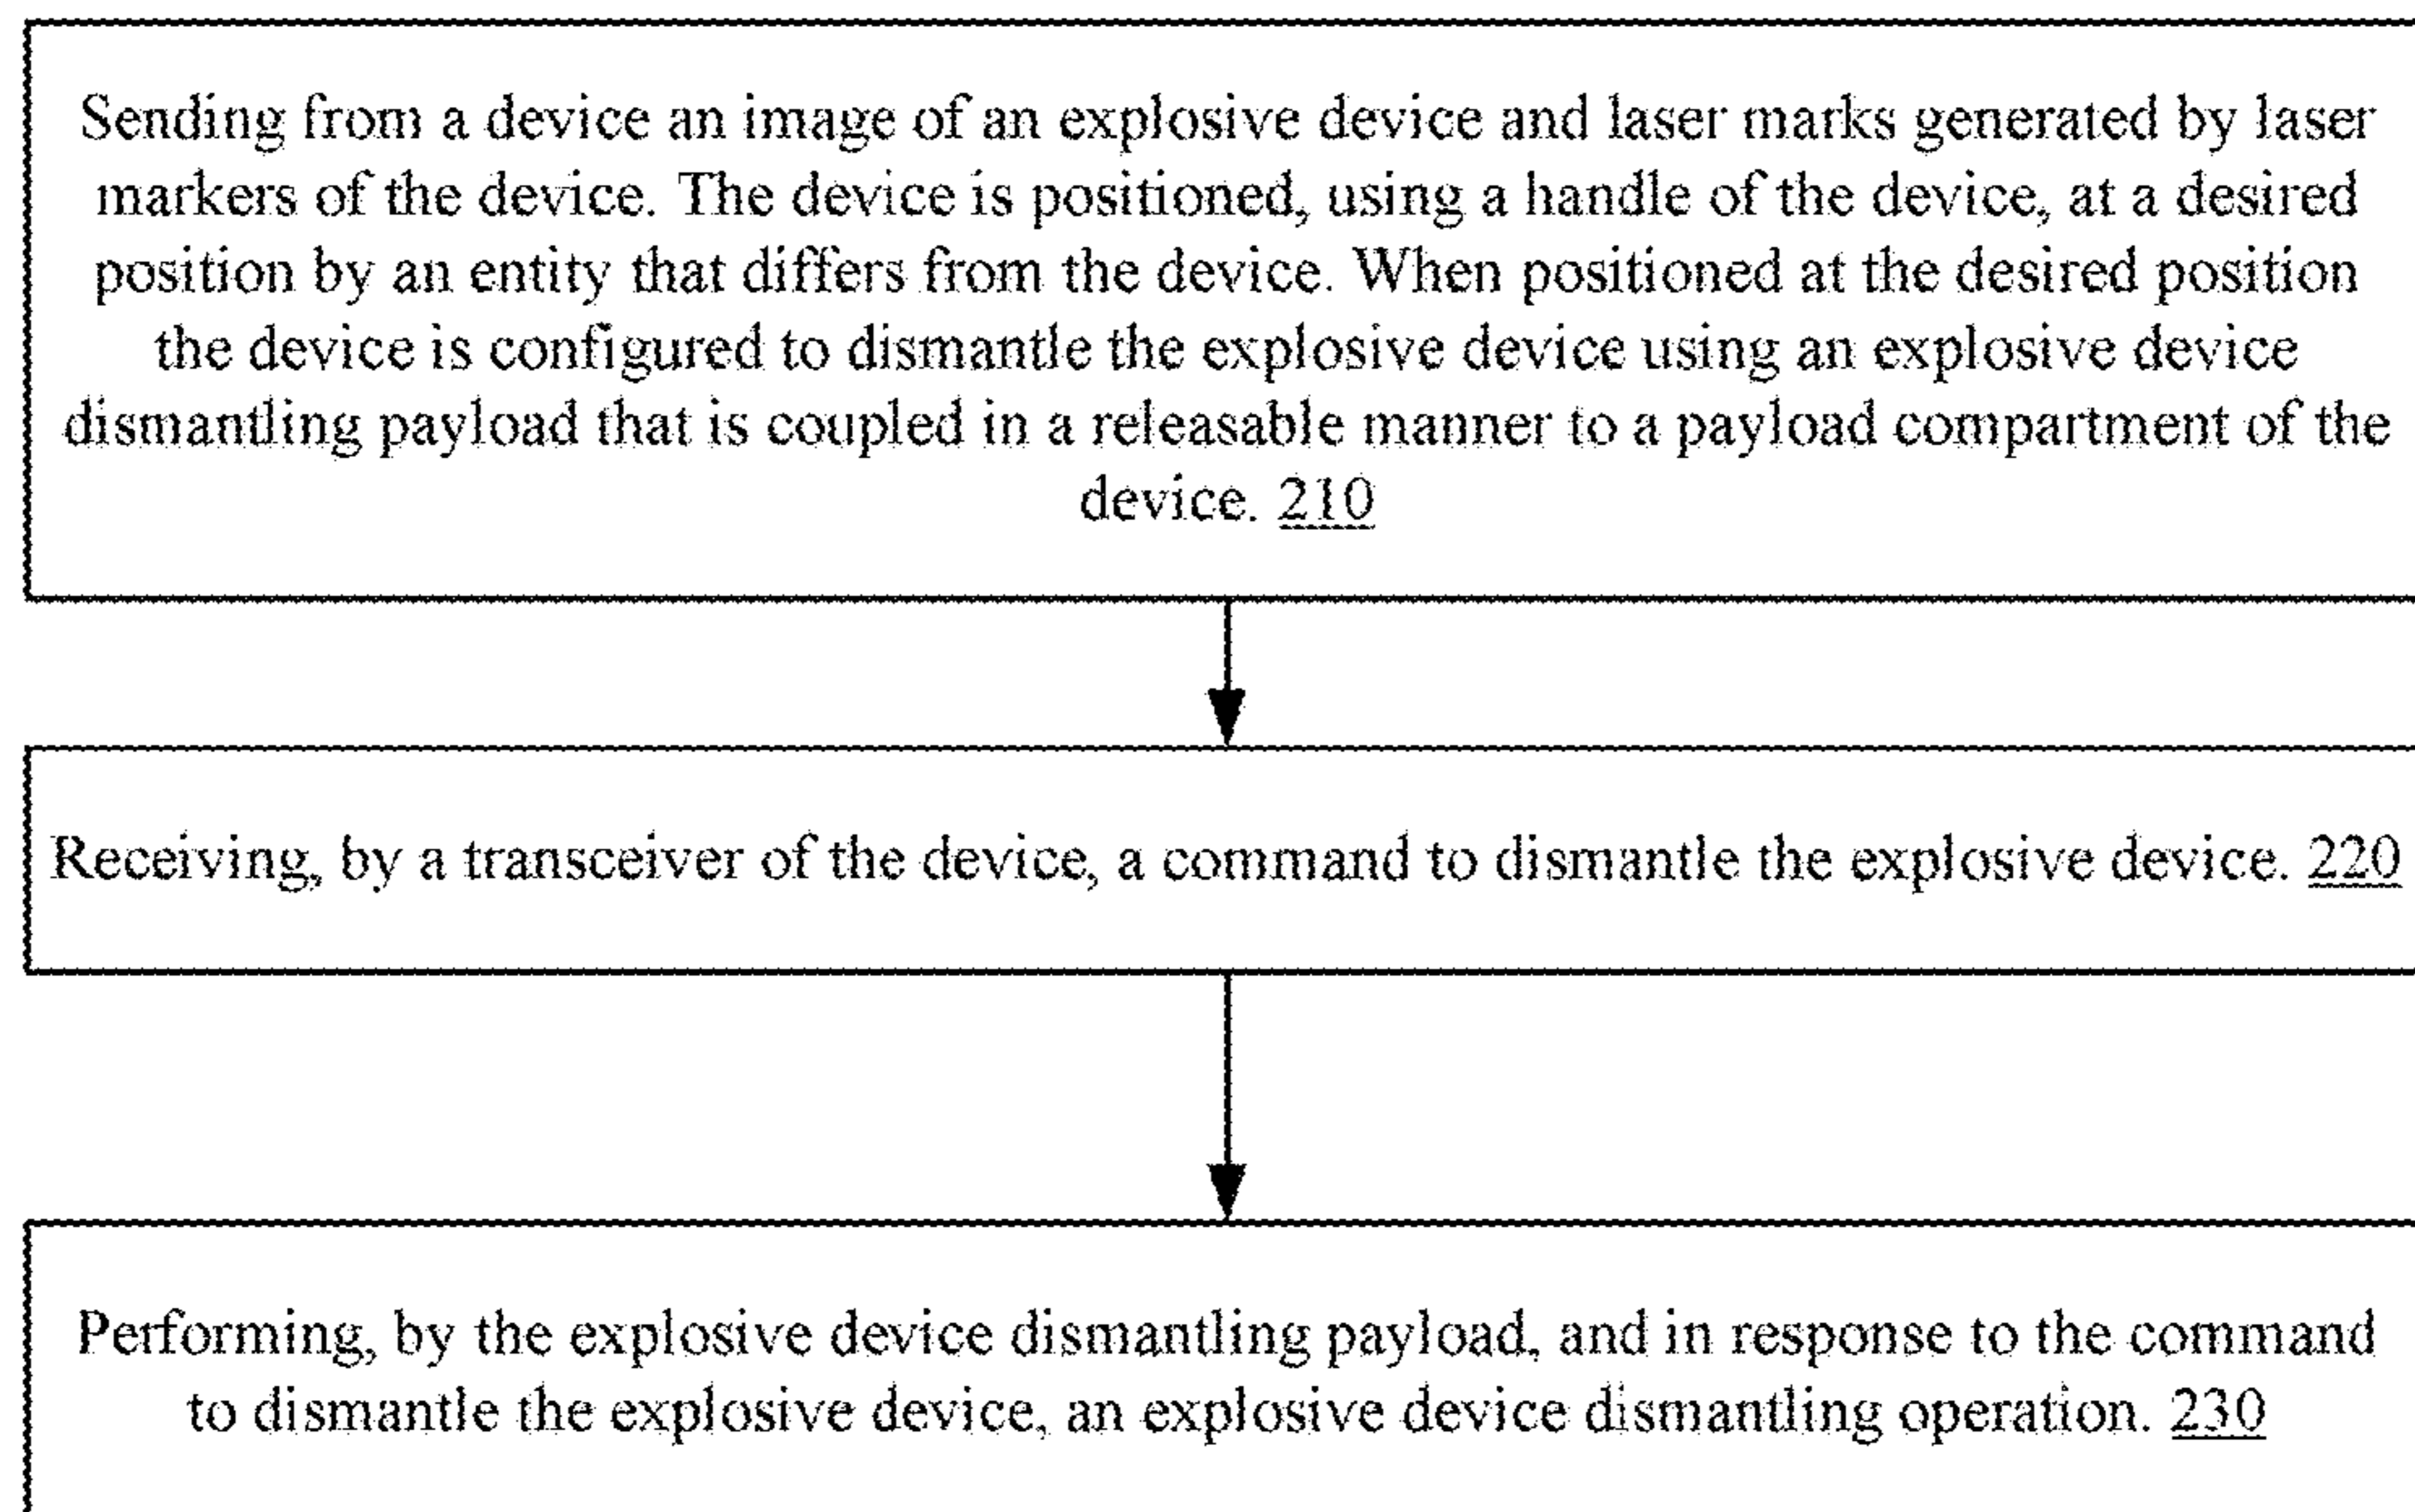 Sending from a device an image of an explosive device and laser marks generated by laser
markers of the device. The device is positioned, using a handle of the device, at a desired
position by an entity that differs from the device. When positioned at the desired position
the device is configured to dismantle the explosive device using an explosive device
dismantling payload that is coupled in a releasable manner to a payload compartment of the
device. 210
Receiving, by a transceiver of the device, a command to dismantle the explosive device. 220
Performing, by the explosive device dismantling payload, and in response to the command
to dismantle the explosive device, an explosive device dismantling operation. 230